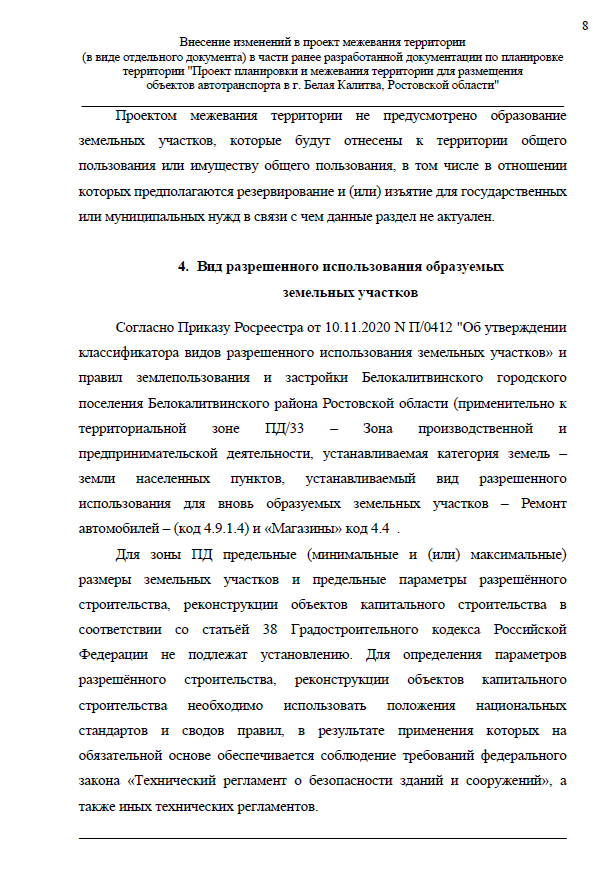 8
Внесение изменений в проект межевания территории
(в виде отдельного документа) в части ранее разработанной документации по планировке
территории "Проект планировки и межевания территории для размещения
объектов автотранспорта в г. Белая Калитва, Ростовской области"
Проектом межевания территории не предусмотрено образование
земельных участков, которые будут отнесены к территории общего
пользования или имуществу общего пользования, в том числе в отношении
которых предполагаются резервирование и (или) изъятие для государственных
или муниципальных нужд в связи с чем данные раздел не актуален.
4. Вид разрешенного использования образуемых
земельных участков
Согласно Приказу Росреестра от 10.11.2020 N П/0412 "Об утверждении
классификатора видов разрешенного использования земельных участков» и
правил землепользования и застройки Белокалитвинского городского
поселения Белокалитвинского района Ростовской области (применительно к
территориальной зоне ПД/33 – Зона производственной и
предпринимательской деятельности, устанавливаемая категория земель –
земли населенных пунктов, устанавливаемый вид разрешенного
использования для вновь образуемых земельных участков – Ремонт
автомобилей – (код 4.9.1.4) и «Магазины» код 4.4 .
Для зоны ПД предельные (минимальные и (или) максимальные)
размеры земельных участков и предельные параметры разрешённого
строительства, реконструкции объектов капитального строительства в
соответствии со статьёй 38 Градостроительного кодекса Российской
Федерации не подлежат установлению. Для определения параметров
разрешённого строительства, реконструкции объектов капитального
строительства необходимо использовать положения национальных
стандартов и сводов правил, в результате применения которых на
обязательной основе обеспечивается соблюдение требований федерального
закона «Технический регламент о безопасности зданий и сооружений», а
также иных технических регламентов.